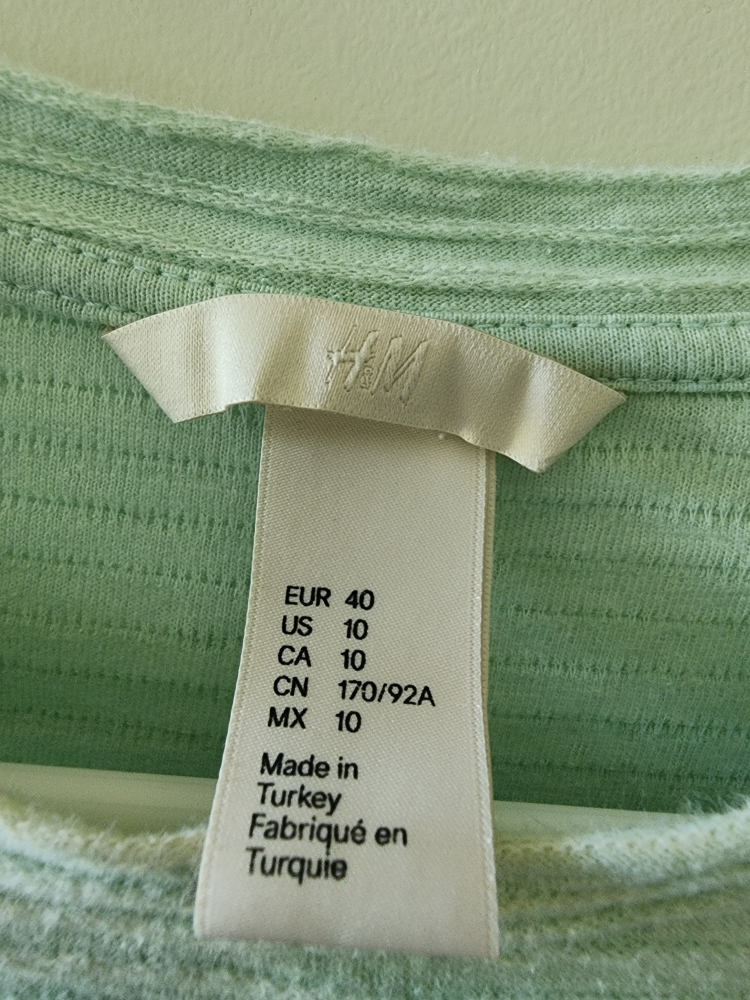 H&M
EUR 40
US 10
CA 10
CN 170/92A
MX 10
Made in
Turkey
Fabriqué en
Turquie